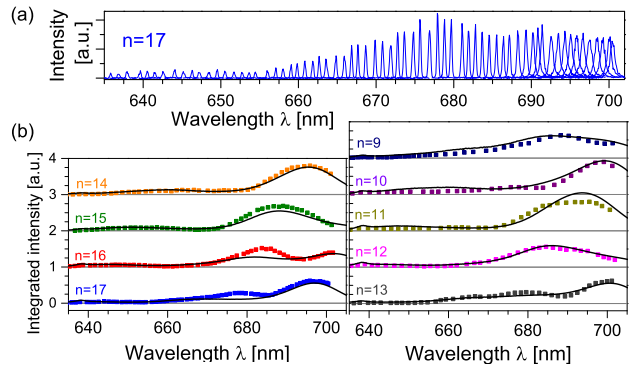 (a)
n=17
Intensity
[a.u.]
640 650 660 670 680 690 700
Wavelength λ [nm]
(b)
Integrated intensity [a.u.]
4
3
2
1
0
n=14
n=15
n=16
n=17
640 660 680 700
Wavelength λ [nm]
n=9
n=10
n=11
n=12
n=13
640 660 680 700
Wavelength λ [nm]